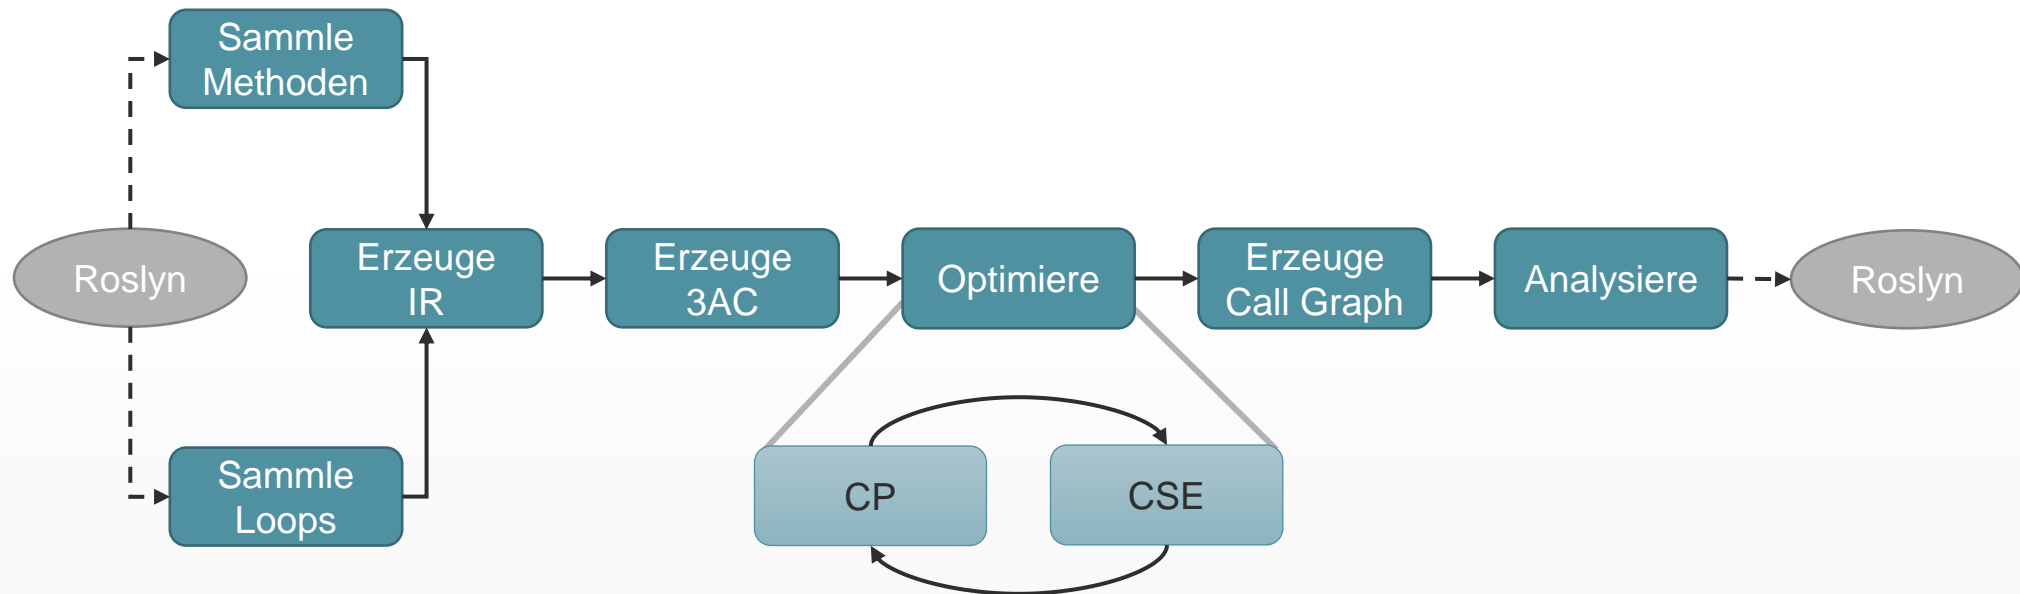 Sammle
Methoden
Roslyn
Erzeuge
IR
Erzeuge
3AC
Optimiere
Erzeuge
Call Graph
Analysiere
Roslyn
Sammle
Loops
CP
CSE